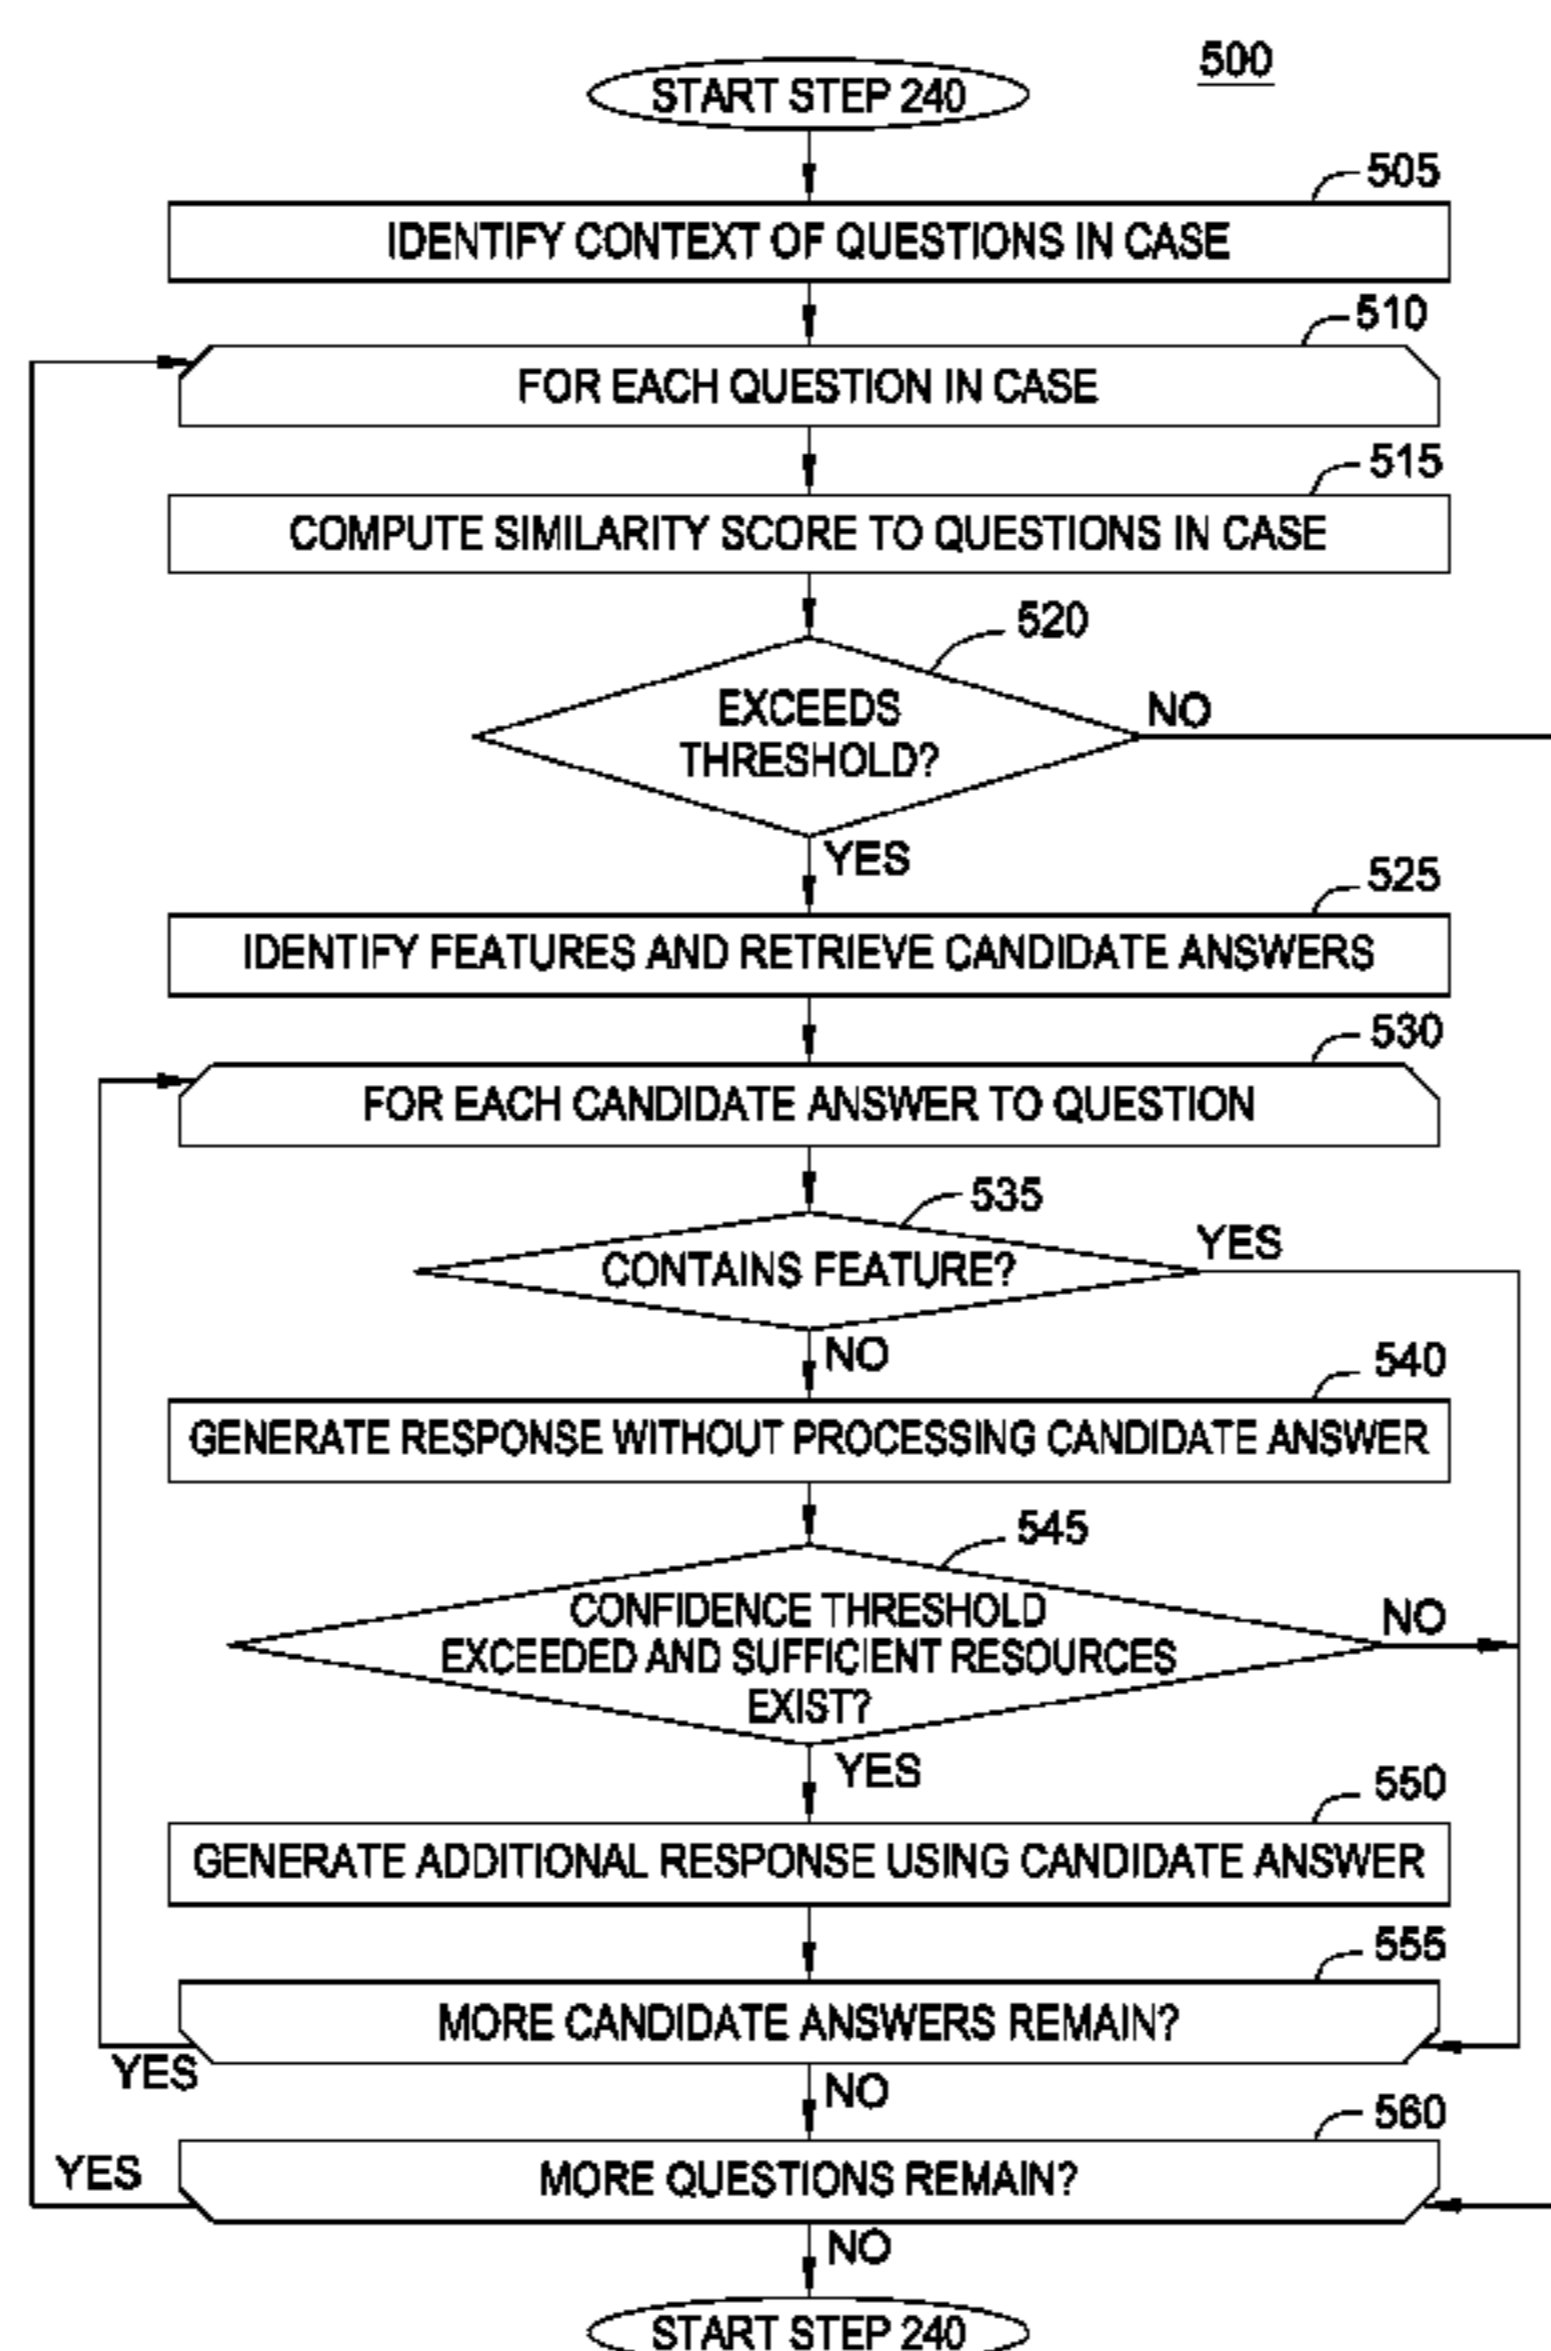 500
START STEP 240
505
IDENTIFY CONTEXT OF QUESTIONS IN CASE
510
FOR EACH QUESTION IN CASE
515
COMPUTE SIMILARITY SCORE TO QUESTIONS IN CASE
520
EXCEEDS
THRESHOLD?
NO
YES
525
IDENTIFY FEATURES AND RETRIEVE CANDIDATE ANSWERS
530
FOR EACH CANDIDATE ANSWER TO QUESTION
535
CONTAINS FEATURE?
YES
NO
540
GENERATE RESPONSE WITHOUT PROCESSING CANDIDATE ANSWER
545
CONFIDENCE THRESHOLD
EXCEEDED AND SUFFICIENT RESOURCES
EXIST?
NO
YES
550
GENERATE ADDITIONAL RESPONSE USING CANDIDATE ANSWER
555
MORE CANDIDATE ANSWERS REMAIN?
YES
NO
560
MORE QUESTIONS REMAIN?
YES
NO
START STEP 240